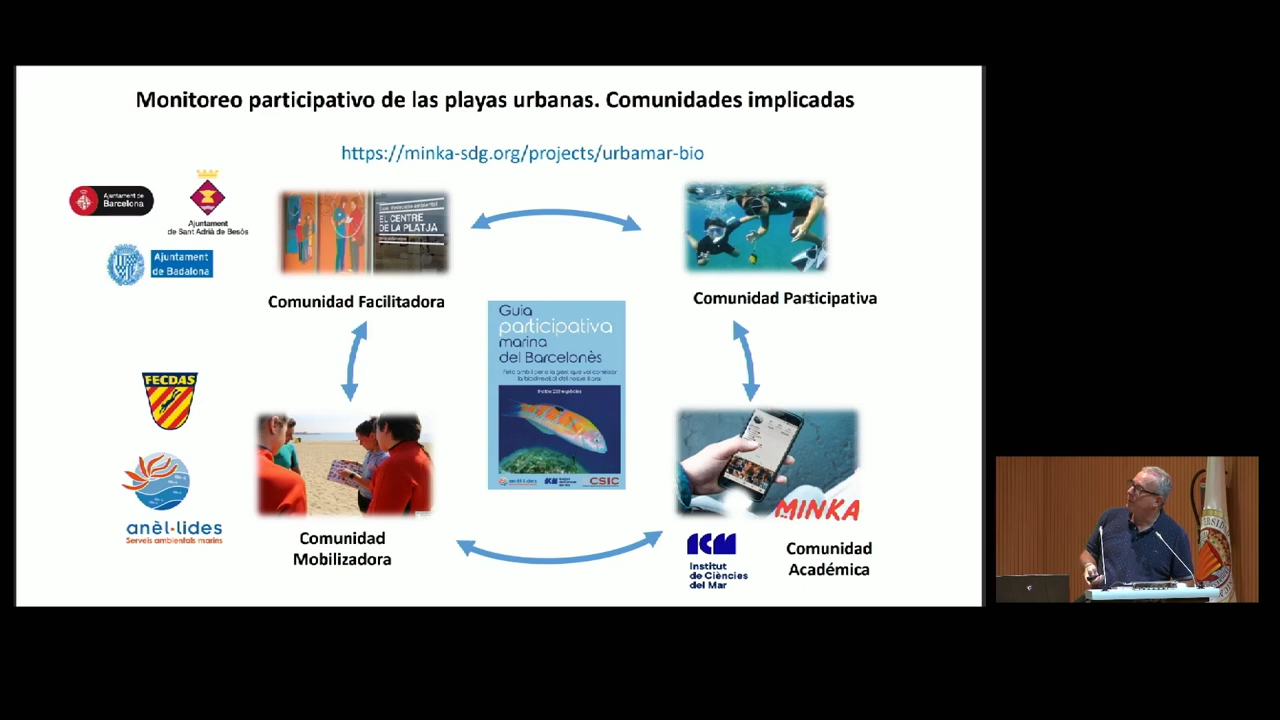 Monitoreo participativo de las playas urbanas. Comunidades implicadas
https://minka-sdg.org/projects/urbamar-bio
Ajuntament de
Barcelona
Ajuntament
de Sant Adrià de Besòs
Ajuntament
de Badalona
EL CENTRE
DE LA PLATJA
Comunidad Facilitadora
Comunidad Participativa
Guia
participativa
marina
del Barcelonès
FECDAS
anèl·lides
Serveis ambientals marins
anèl·lides
CSIC
MINKA
Comunidad
Mobilizadora
ICM
Institut
de Ciències
del Mar
Comunidad
Académica